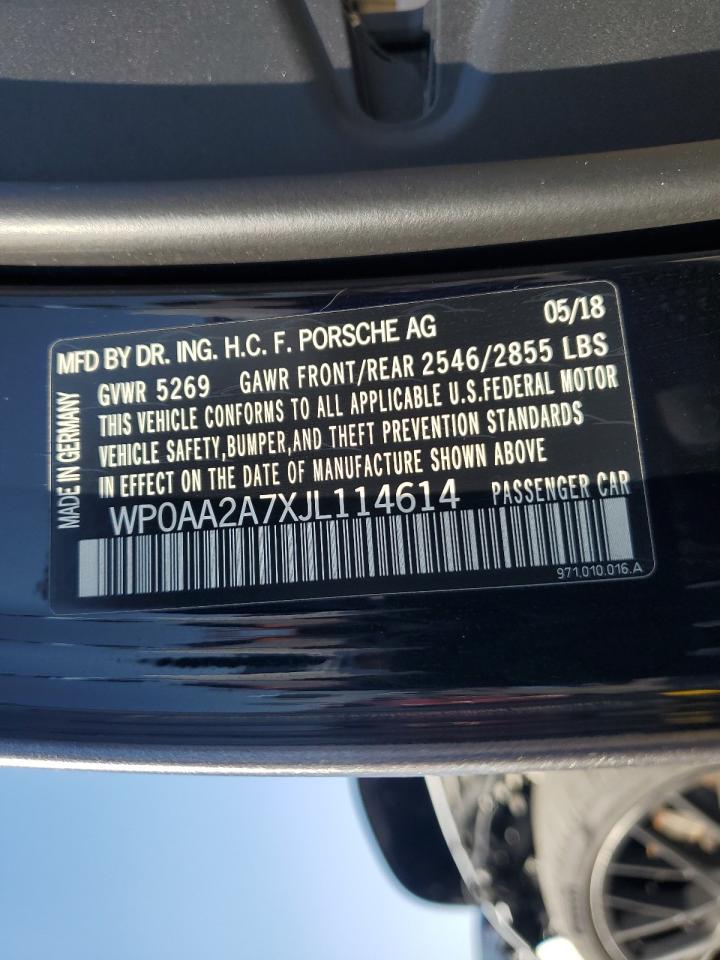 MFD BY DR. ING. H.C. F. PORSCHE AG 05/18
GVWR 5269 GAWR FRONT/REAR 2546/2855 LBS
THIS VEHICLE CONFORMS TO ALL APPLICABLE U.S.FEDERAL MOTOR
VEHICLE SAFETY,BUMPER,AND THEFT PREVENTION STANDARDS
IN EFFECT ON THE DATE OF MANUFACTURE SHOWN ABOVE
MADE IN GERMANY
WP0AA2A7XJL114614 PASSENGER CAR
971.010.016.A